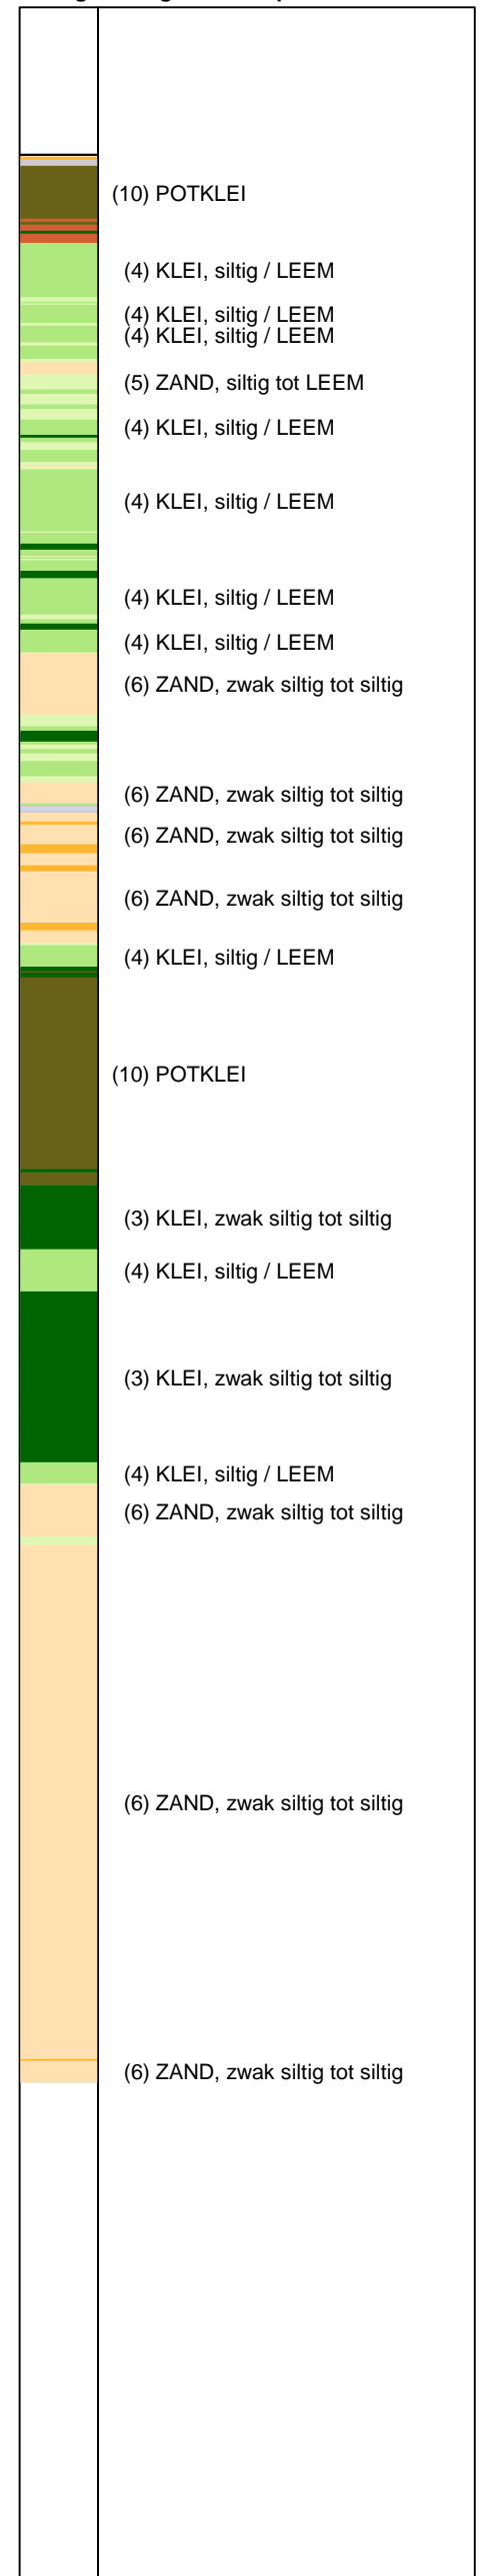 (10) POTKLEI
(4) KLEI, siltig / LEEM
(4) KLEI, siltig / LEEM
(4) KLEI, siltig / LEEM
(5) ZAND, siltig tot LEEM
(4) KLEI, siltig / LEEM
(4) KLEI, siltig / LEEM
(4) KLEI, siltig / LEEM
(4) KLEI, siltig / LEEM
(6) ZAND, zwak siltig tot siltig
(6) ZAND, zwak siltig tot siltig
(6) ZAND, zwak siltig tot siltig
(6) ZAND, zwak siltig tot siltig
(4) KLEI, siltig / LEEM
(10) POTKLEI
(3) KLEI, zwak siltig tot siltig
(4) KLEI, siltig / LEEM
(3) KLEI, zwak siltig tot siltig
(4) KLEI, siltig / LEEM
(6) ZAND, zwak siltig tot siltig
(6) ZAND, zwak siltig tot siltig
(6) ZAND, zwak siltig tot siltig